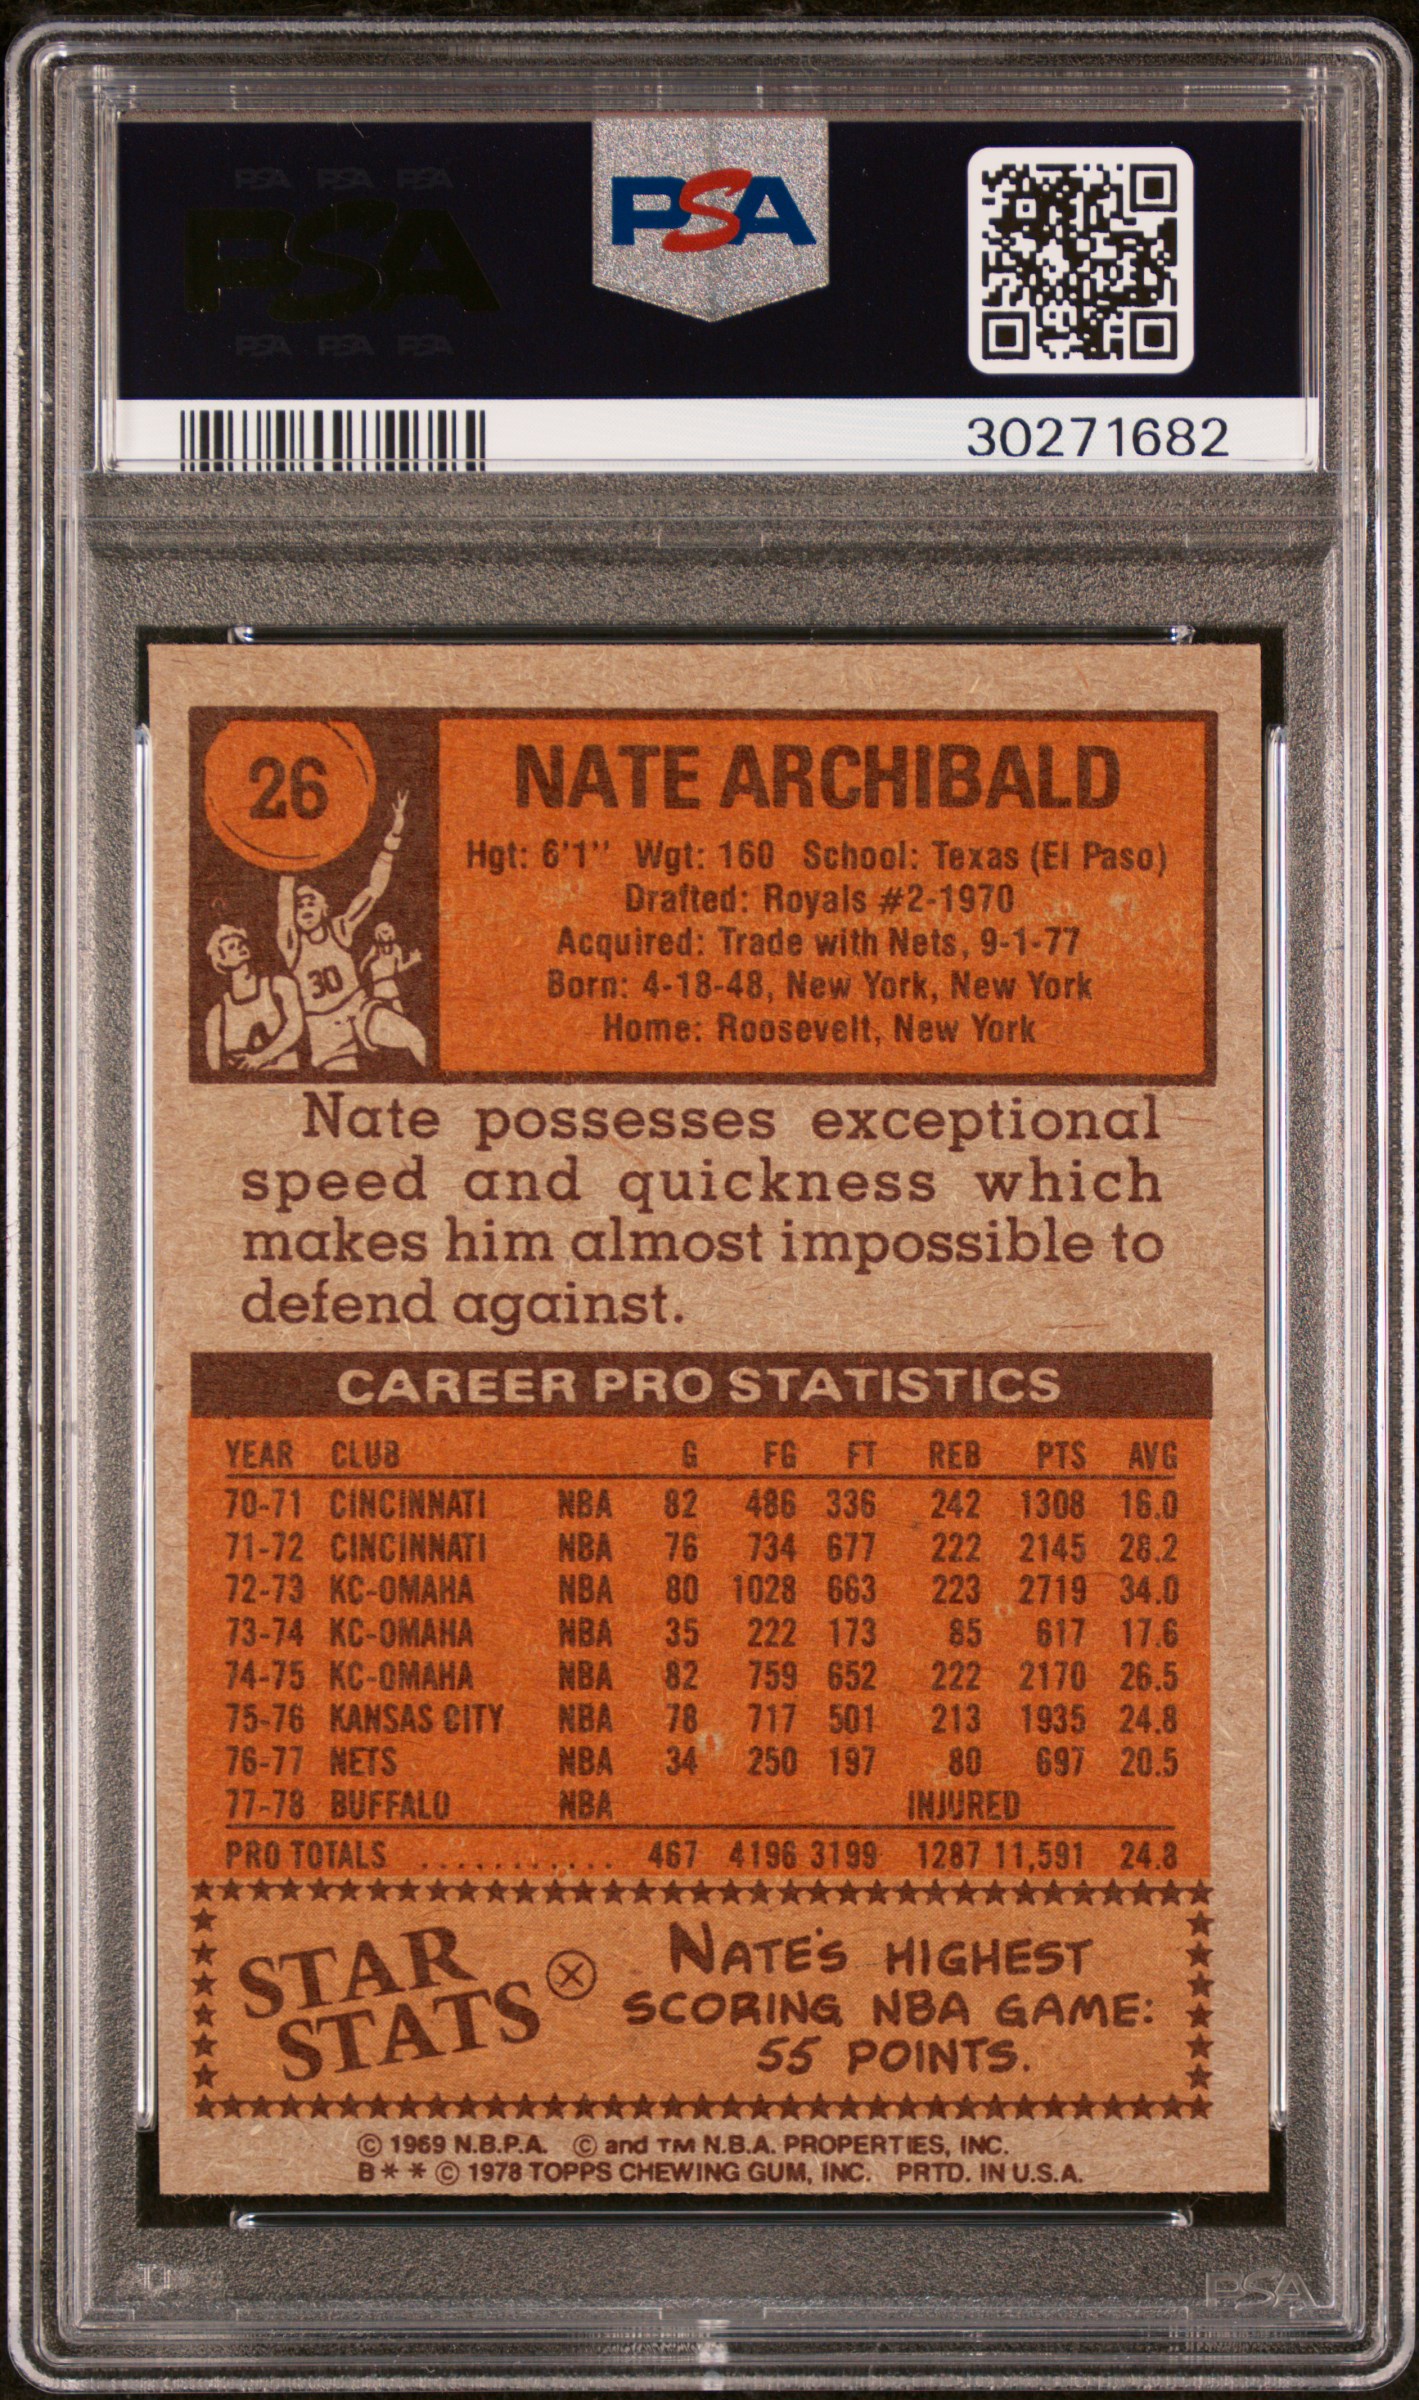 PSA PSA PSA
PSA
PSA PSA PSA
PSA
30271682
26
NATE ARCHIBALD
Hgt: 6'1" Wgt: 160 School: Texas (El Paso)
Drafted: Royals #2-1970
Acquired: Trade with Nets, 9-1-77
Born: 4-18-48, New York, New York
Home: Roosevelt, New York
30
Nate possesses exceptional
speed and quickness which
makes him almost impossible to
defend against.
CAREER PRO STATISTICS
YEAR CLUB G FG FT REB PTS AVG
70-71 CINCINNATI NBA 82 486 336 242 1308 16.0
71-72 CINCINNATI NBA 76 734 677 222 2145 28.2
72-73 KC-OMAHA NBA 80 1028 663 223 2719 34.0
73-74 KC-OMAHA NBA 35 222 173 85 617 17.6
74-75 KC-OMAHA NBA 82 759 652 222 2170 26.5
75-76 KANSAS CITY NBA 78 717 501 213 1935 24.8
76-77 NETS NBA 34 250 197 80 697 20.5
77-78 BUFFALO NBA INJURED
PRO TOTALS ............ 467 4196 3199 1287 11,591 24.8
STAR
STATS
NATE'S HIGHEST
SCORING NBA GAME:
55 POINTS.
© 1969 N.B.P.A. © and TM N.B.A. PROPERTIES, INC.
B * * © 1978 TOPPS CHEWING GUM, INC. PRTD. IN U.S.A.
PSA